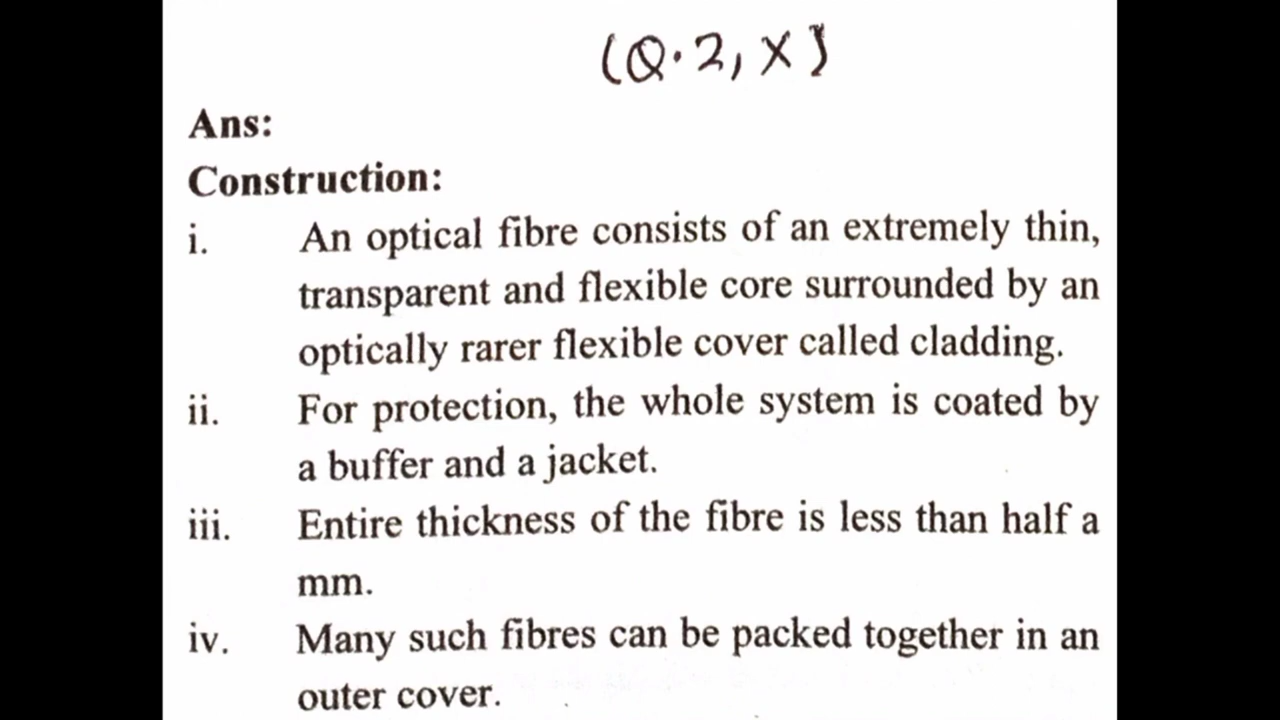 (Q.2, X)
Ans:
Construction:
i. An optical fibre consists of an extremely thin,
transparent and flexible core surrounded by an
optically rarer flexible cover called cladding.
ii. For protection, the whole system is coated by
a buffer and a jacket.
iii. Entire thickness of the fibre is less than half a
mm.
iv. Many such fibres can be packed together in an
outer cover.